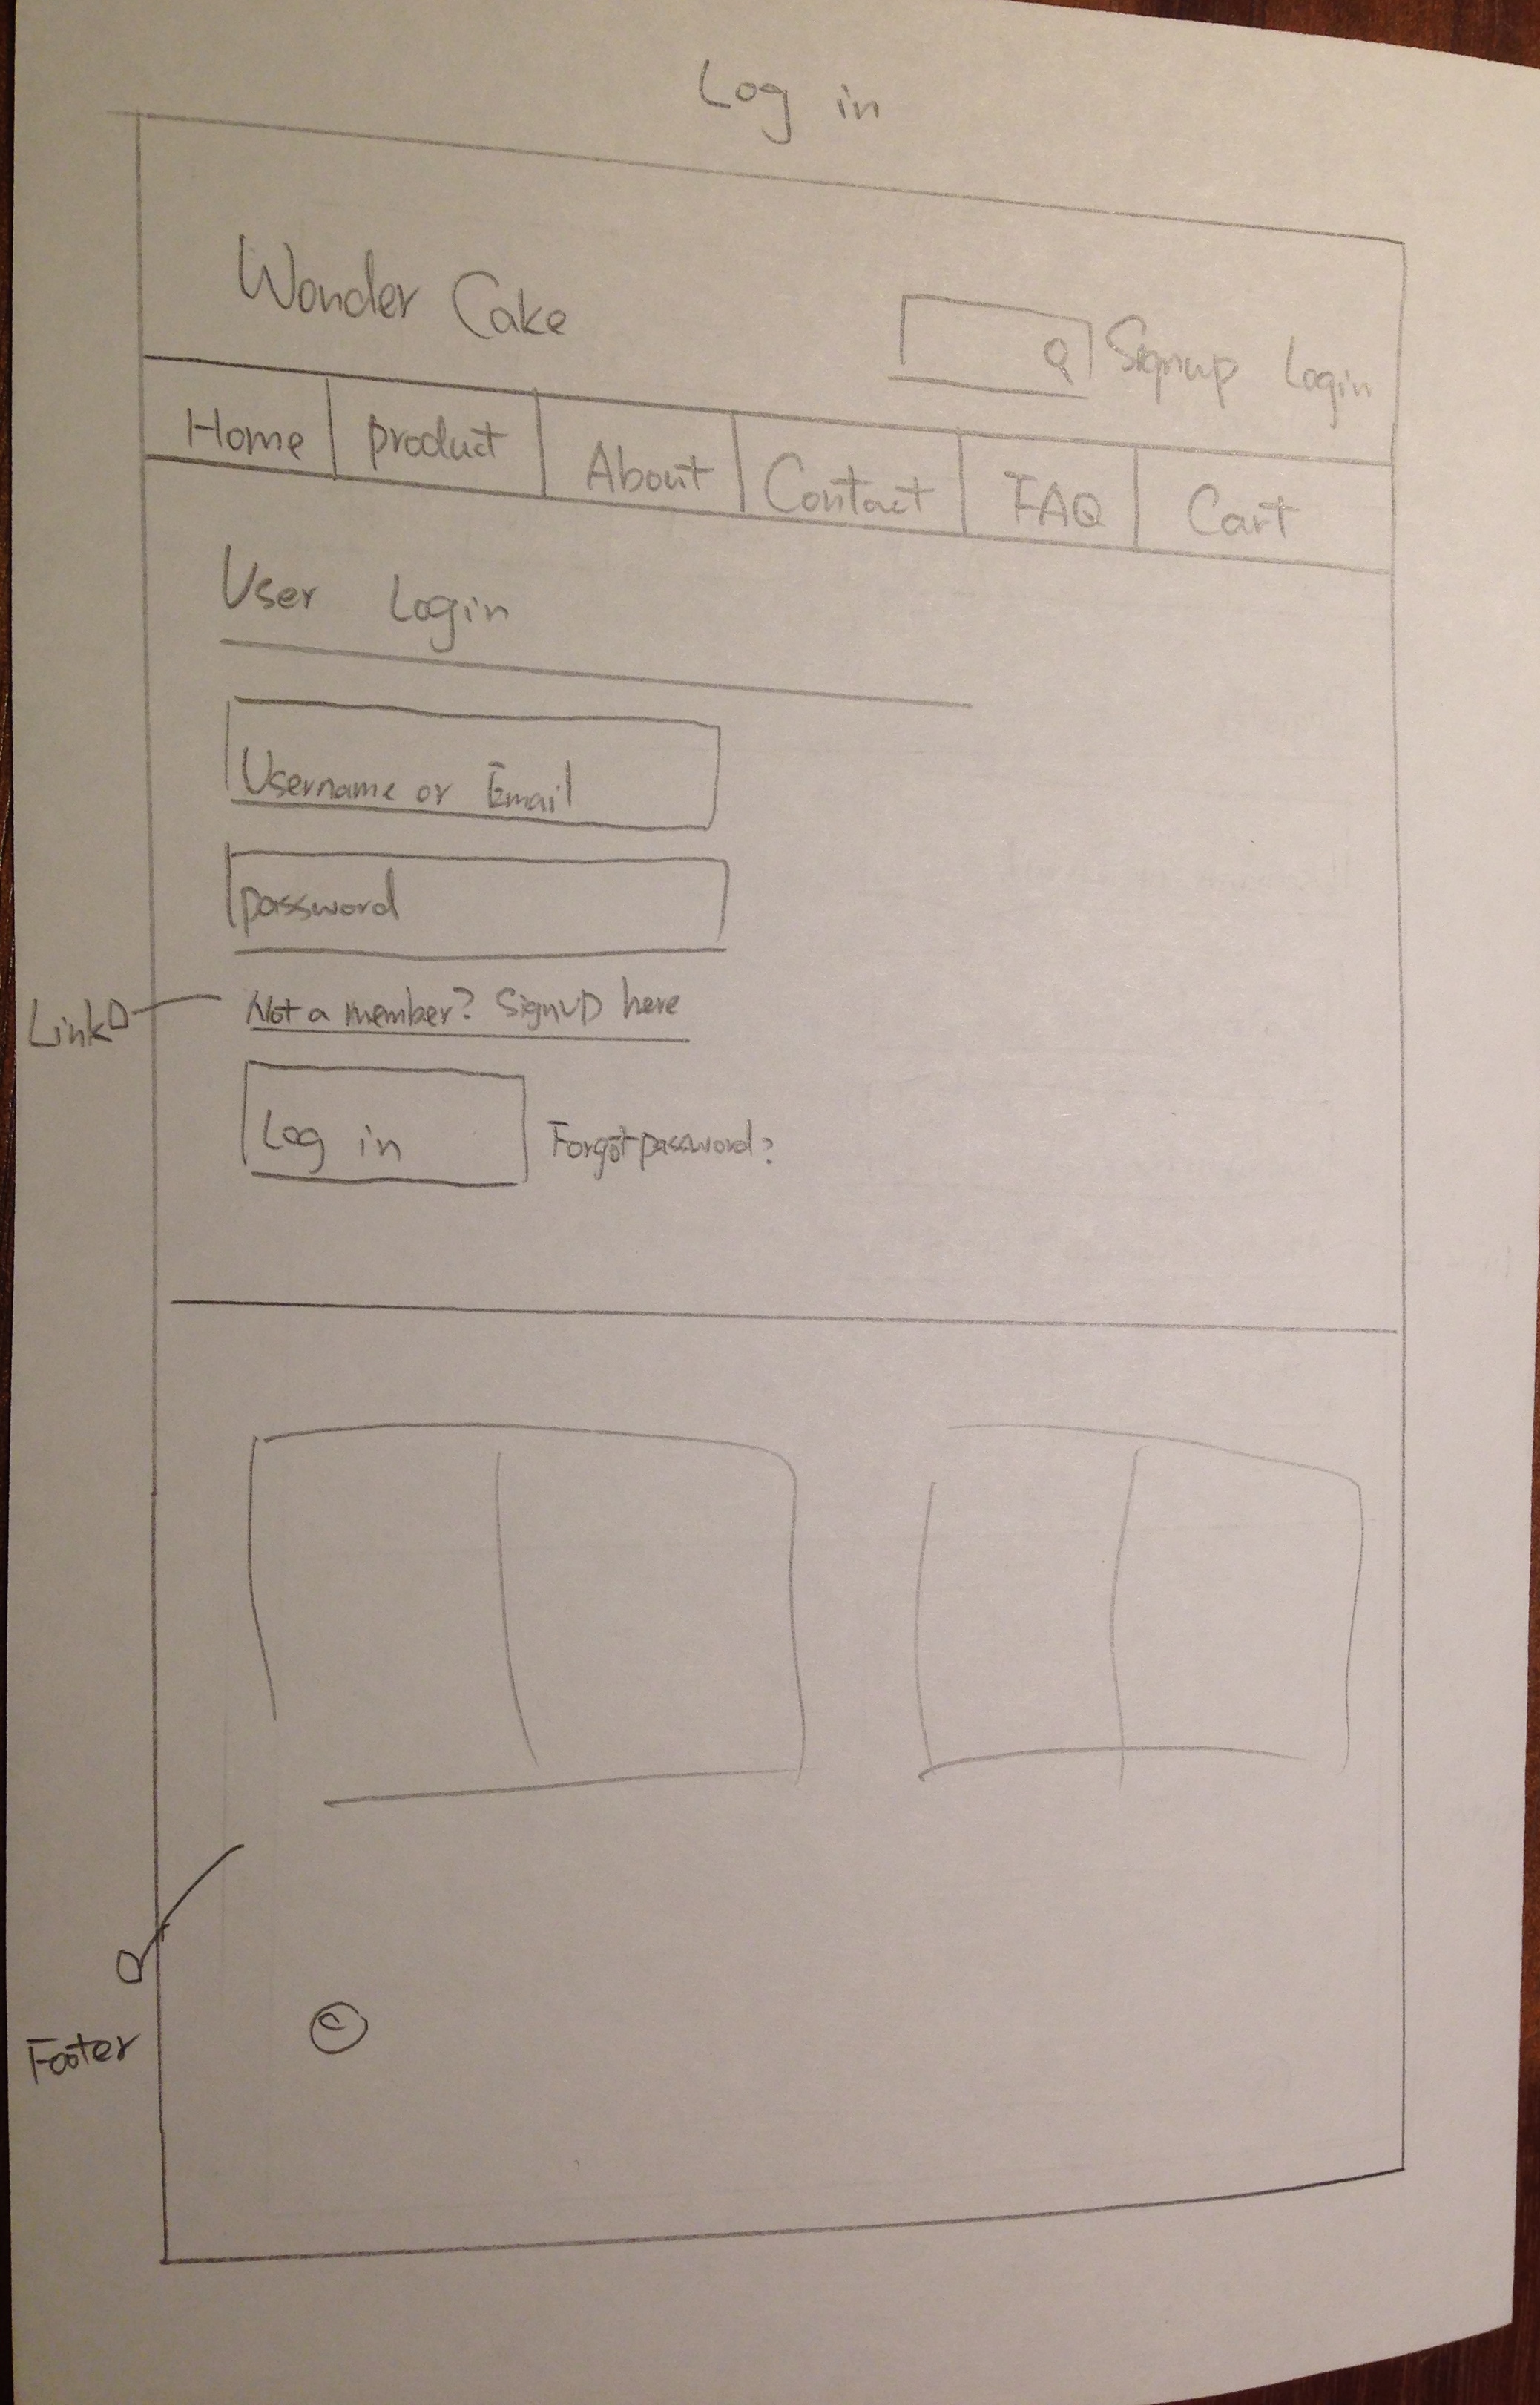 Log in
Wonder Cake
Signup Login
Home product About Contact FAQ Cart
User Login
Username or Email
password
Link
Not a member? Signup here
Log in Forgot password?
©
Footer